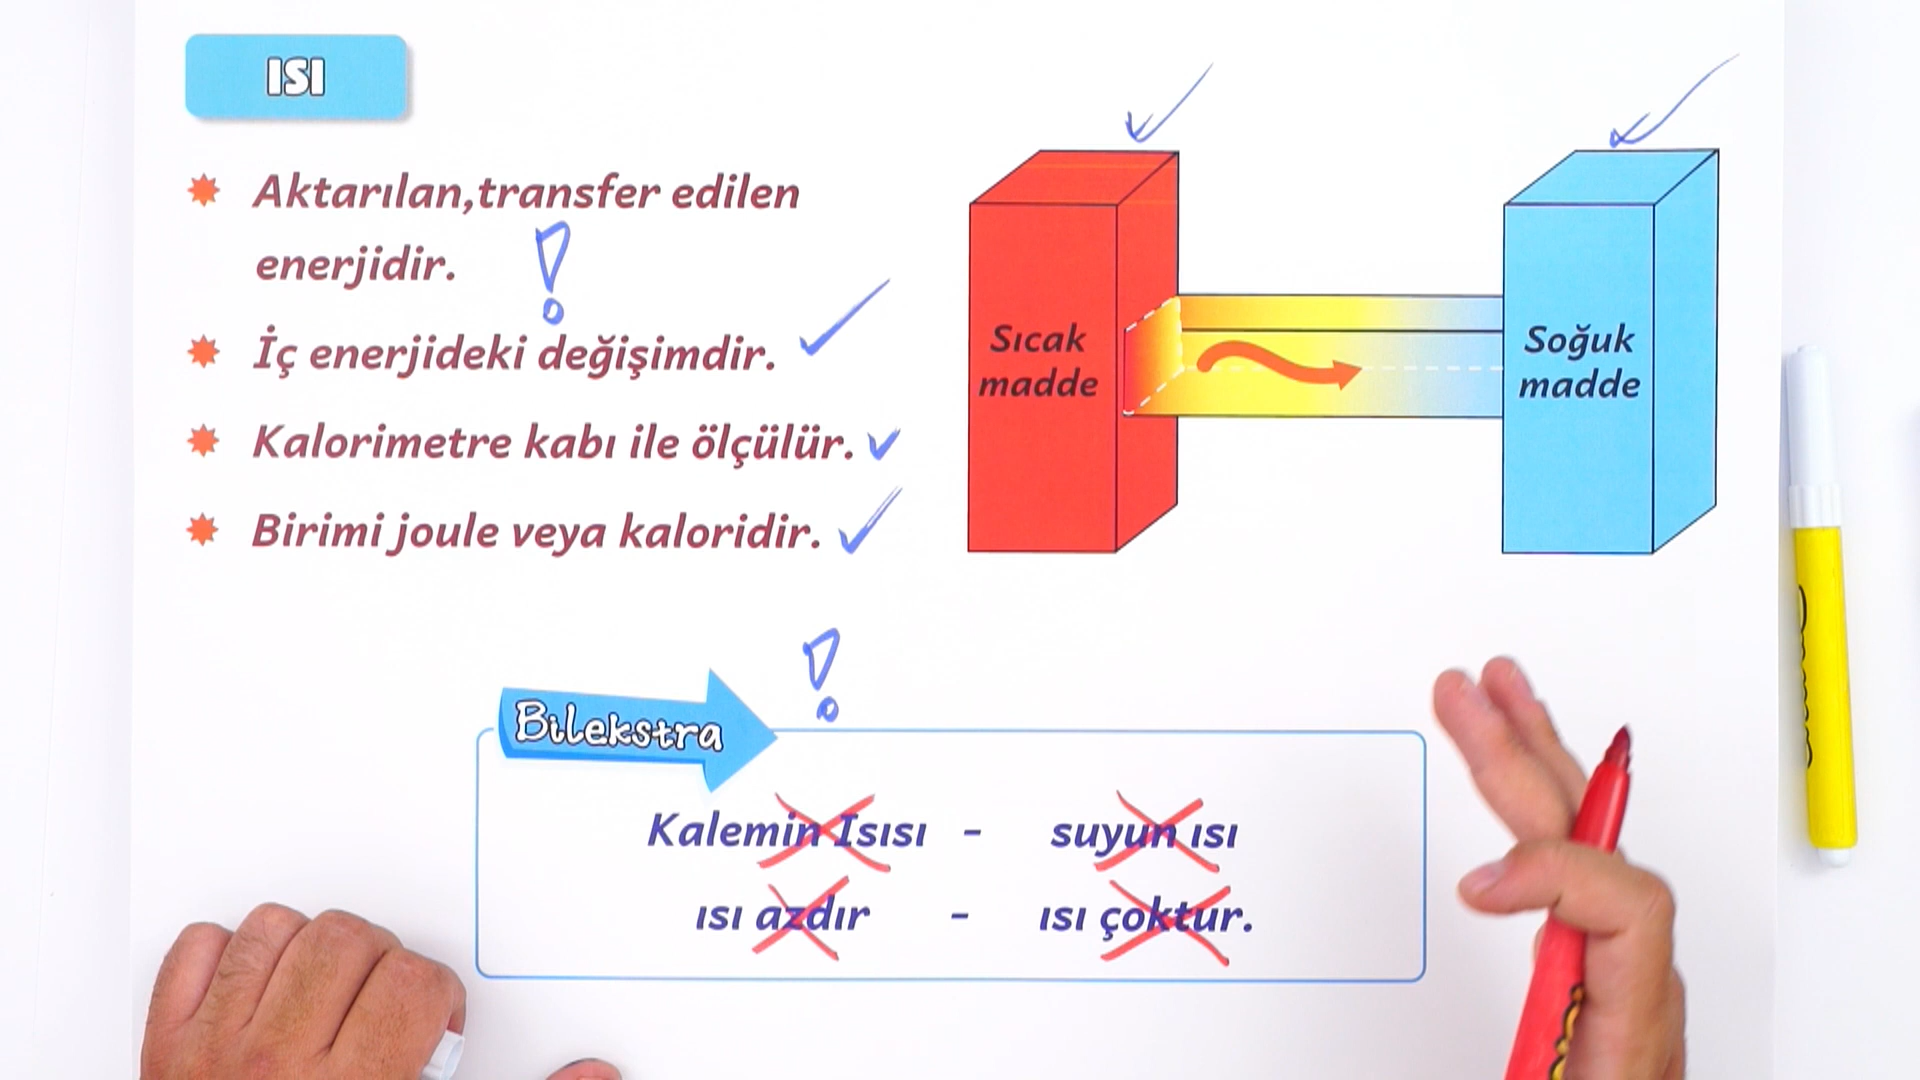 ISI
Aktarılan,transfer edilen
enerjidir.
İç enerjideki değişimdir.
Kalorimetre kabı ile ölçülür.
Birimi joule veya kaloridir.
Sıcak
madde
Soğuk
madde
Bilekstra
Kalemin Isısı - suyun ısı
ısı azdır - ısı çoktur.